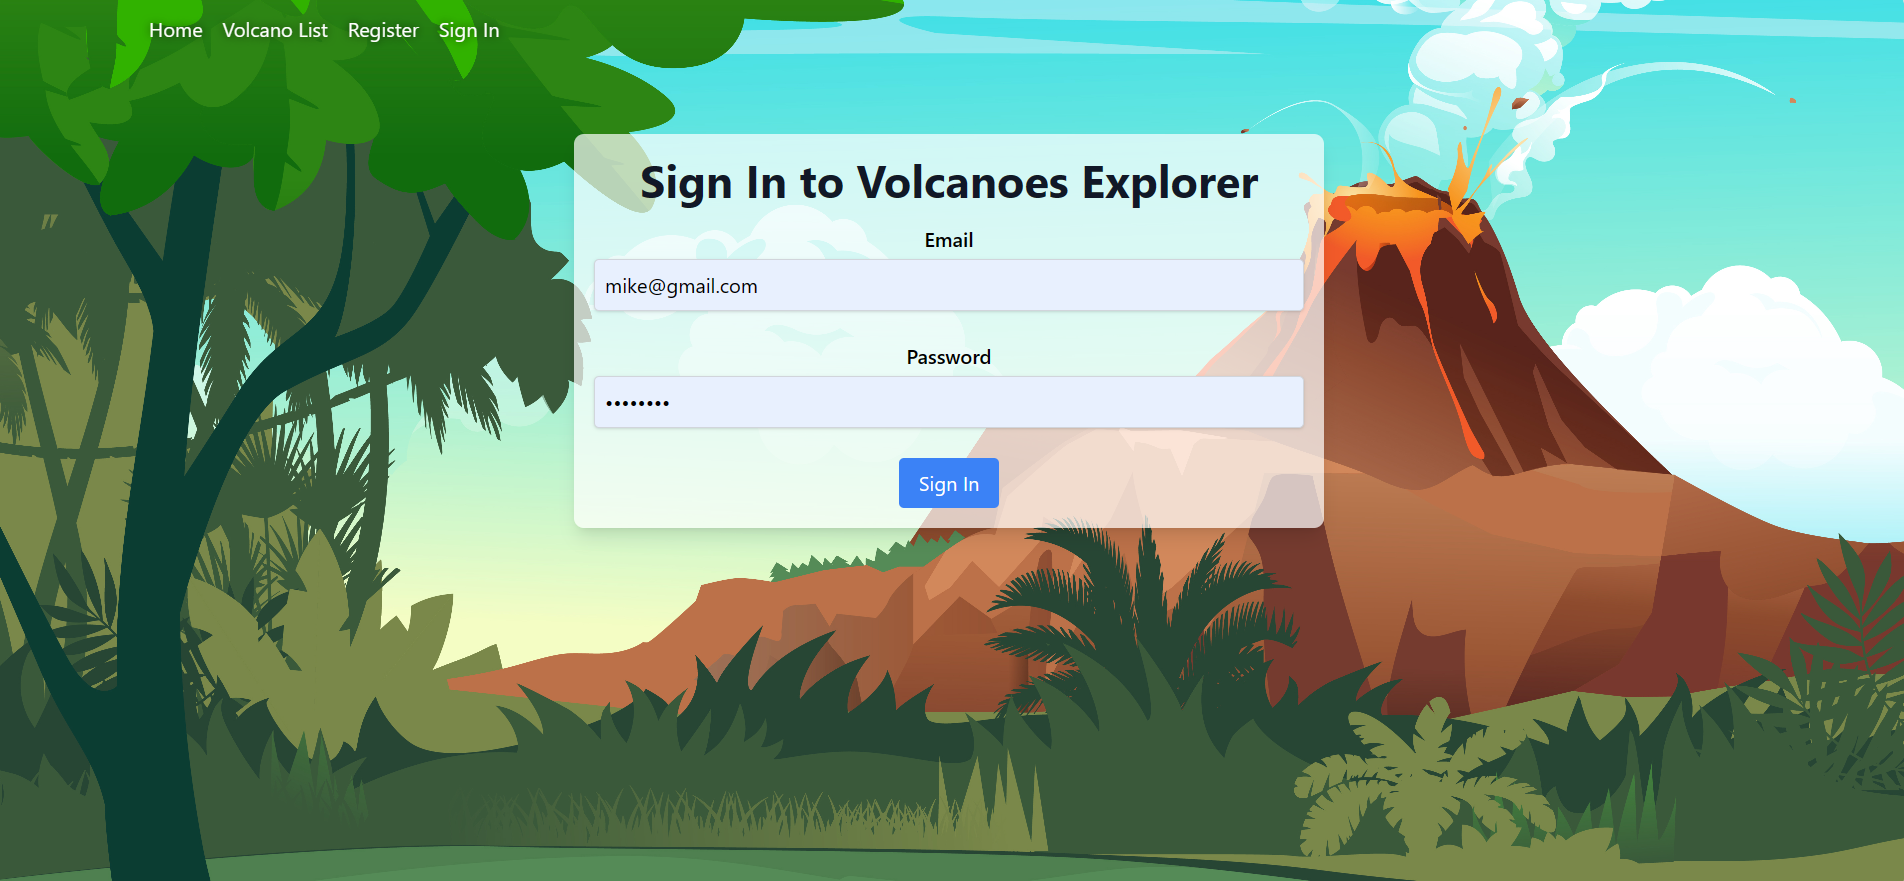 Home Volcano List Register Sign In
Sign In to Volcanoes Explorer
Email
mike@gmail.com
Password
••••••••
Sign In